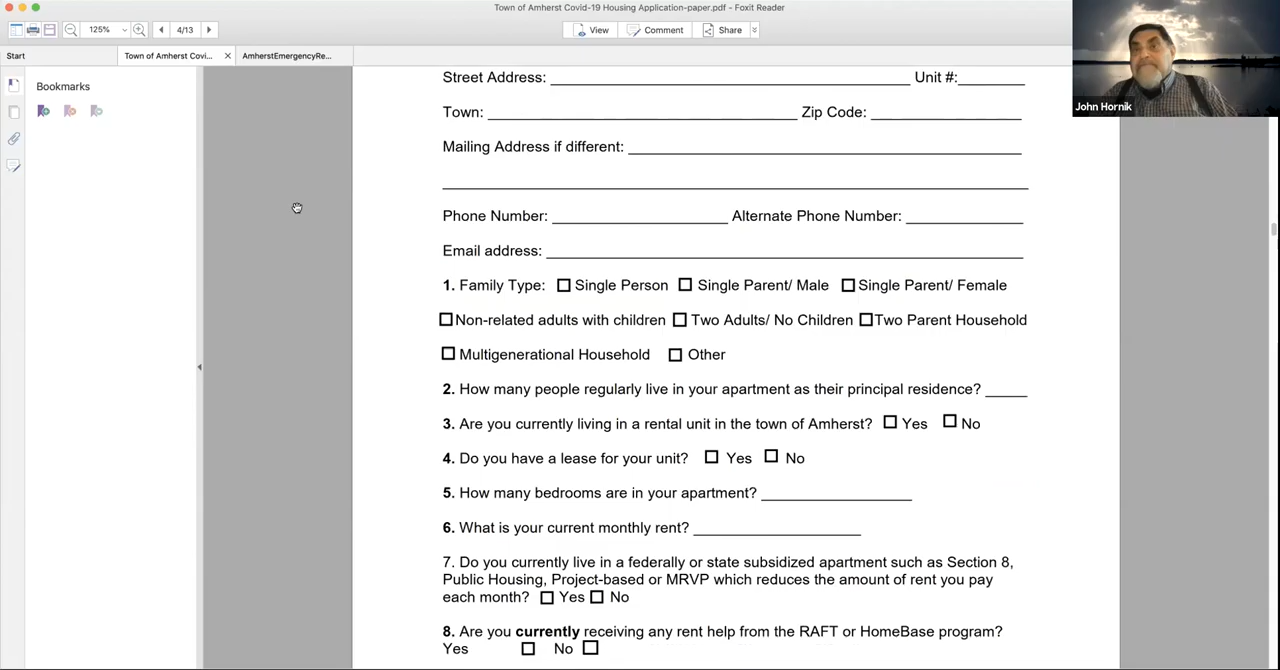 Town of Amherst Covid-19 Housing Application-paper.pdf - Foxit Reader
125%
4/13
View
Comment
Share
Start
Town of Amherst Covi...
AmherstEmergencyRe...
Bookmarks
John Hornik
Street Address: Unit #:
Town: Zip Code:
Mailing Address if different:
Phone Number: Alternate Phone Number:
Email address:
1. Family Type: Single Person Single Parent/ Male Single Parent/ Female
Non-related adults with children Two Adults/ No Children Two Parent Household
Multigenerational Household Other
2. How many people regularly live in your apartment as their principal residence?
3. Are you currently living in a rental unit in the town of Amherst? Yes No
4. Do you have a lease for your unit? Yes No
5. How many bedrooms are in your apartment?
6. What is your current monthly rent?
7. Do you currently live in a federally or state subsidized apartment such as Section 8,
Public Housing, Project-based or MRVP which reduces the amount of rent you pay
each month? Yes No
8. Are you currently receiving any rent help from the RAFT or HomeBase program?
Yes No